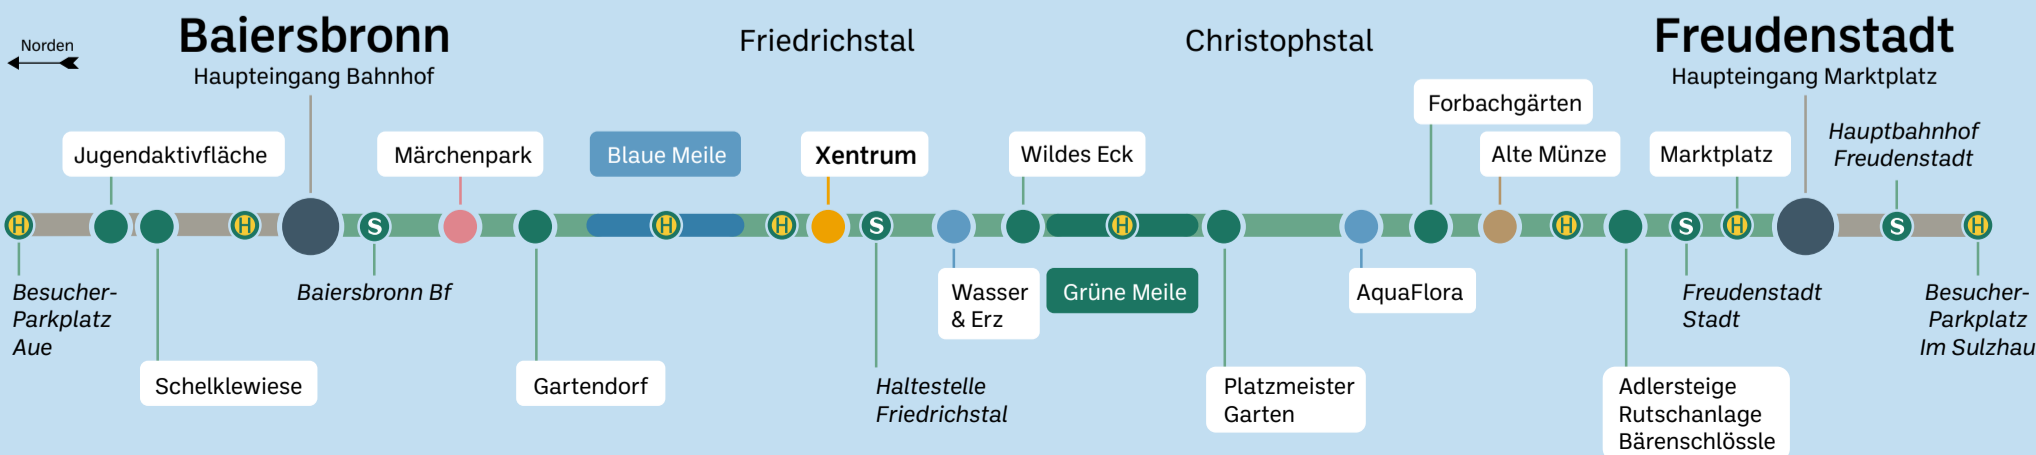 Norden
Baiersbronn
Haupteingang Bahnhof
Friedrichstal
Christophstal
Freudenstadt
Haupteingang Marktplatz
Jugendaktivfläche
Märchenpark
Blaue Meile
Xentrum
Wildes Eck
Forbachgärten
Alte Münze
Marktplatz
Hauptbahnhof
Freudenstadt
H
H
S
H
H
S
H
H
S
H
S
H
Besucher-
Parkplatz
Aue
Schelklewiese
Baiersbronn Bf
Gartendorf
Haltestelle
Friedrichstal
Wasser
& Erz
Grüne Meile
Platzmeister
Garten
AquaFlora
Adlersteige
Rutschanlage
Bärenschlössle
Freudenstadt
Stadt
Besucher-
Parkplatz
Im Sulzhau